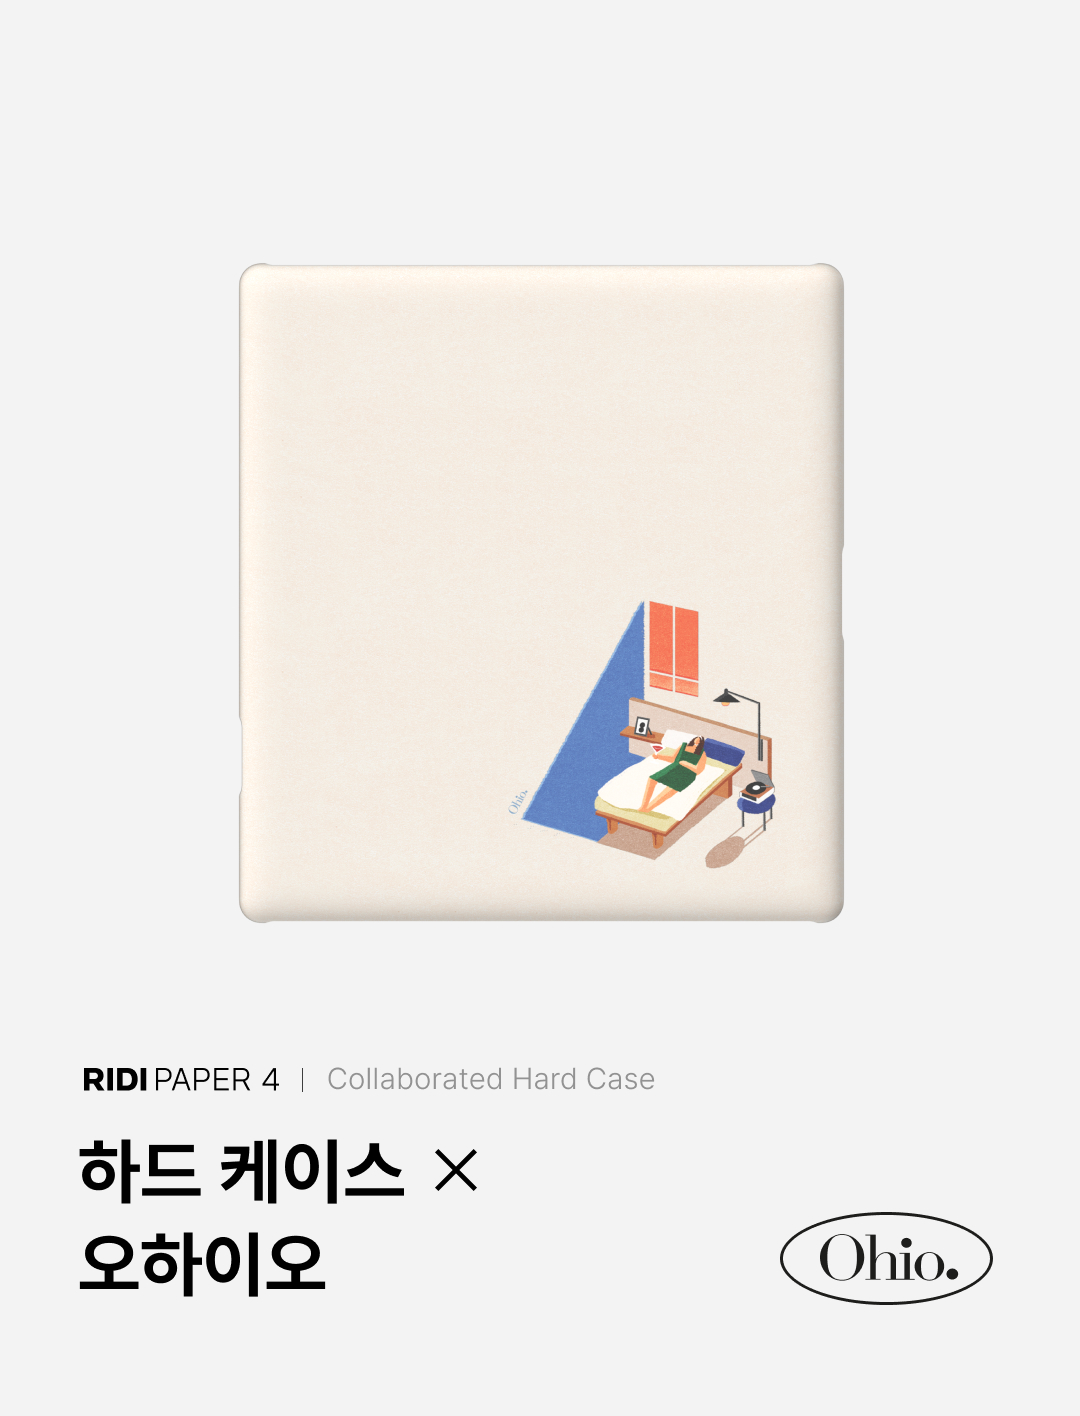 Ohio.
RIDI PAPER 4 | Collaborated Hard Case
하드 케이스 ×
오하이오
Ohio.